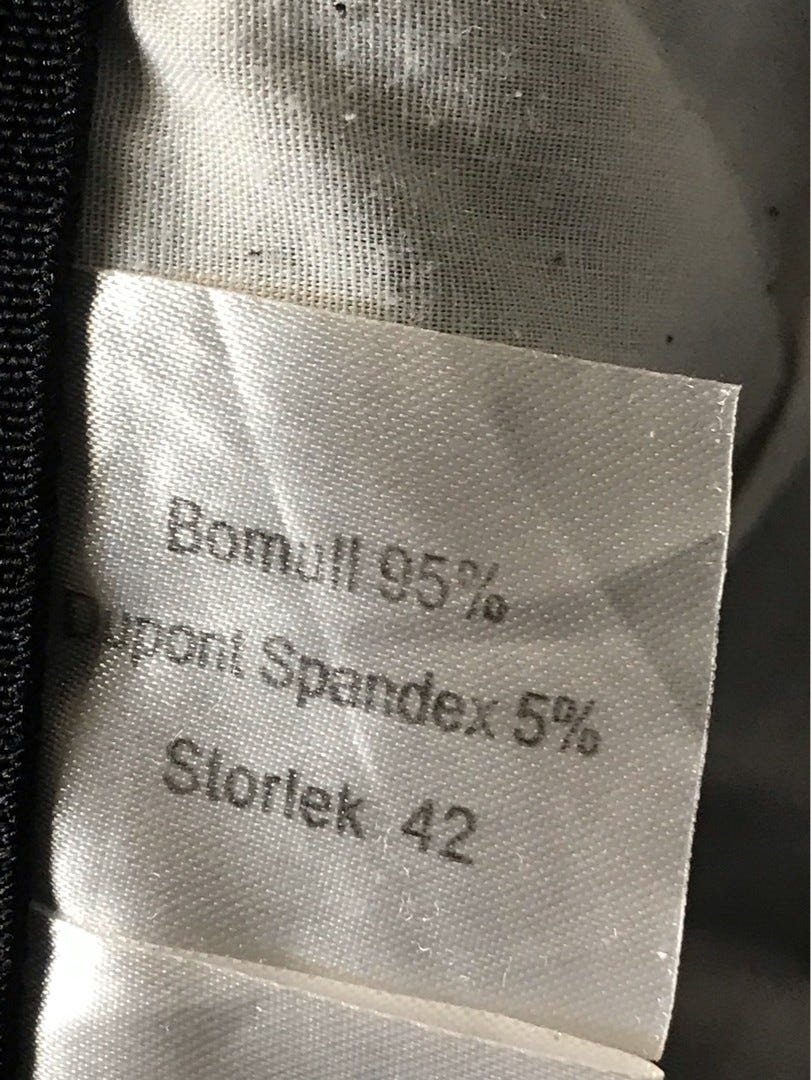 Bomull 95%
Dupont Spandex 5%
Storlek 42